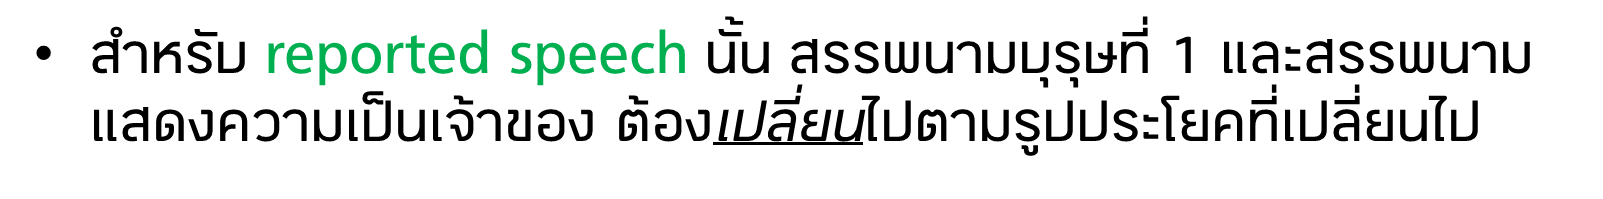 • สำหรับ reported speech นั้น สรรพนามบุรุษที่ 1 และสรรพนาม
แสดงความเป็นเจ้าของ ต้องเปลี่ยนไปตามรูปประโยคที่เปลี่ยนไป